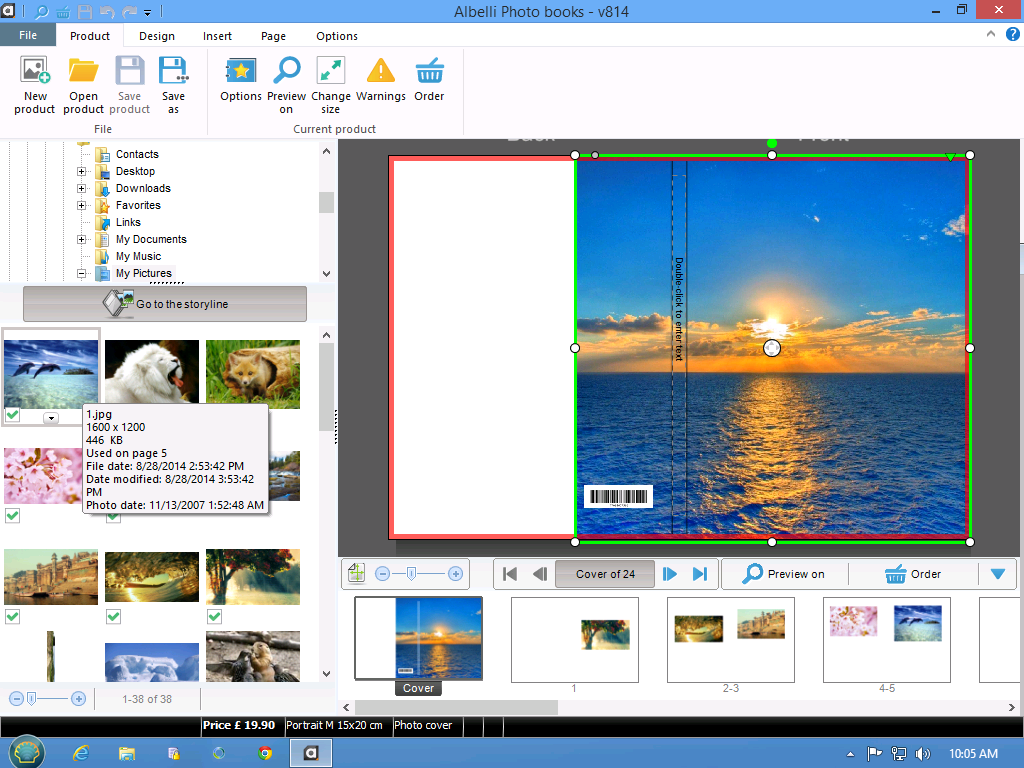 Albelli Photo books - v814
File
Product
Design
Insert
Page
Options
New product
Open product
Save product
Save as
File
Options
Preview on
Change size
Warnings
Order
Current product
Contacts
Desktop
Downloads
Favorites
Links
My Documents
My Music
My Pictures
Go to the storyline
1.jpg
1600 x 1200
446 KB
Used on page 5
File date: 8/28/2014 2:53:42 PM
Date modified: 8/28/2014 3:53:42
PM
Photo date: 11/13/2007 1:52:48 AM
1-38 of 38
Back
Front
Double-click to enter text
Cover of 24
Preview on
Order
Cover
1
2-3
4-5
Price £ 19.90
Portrait M 15x20 cm
Photo cover
10:05 AM